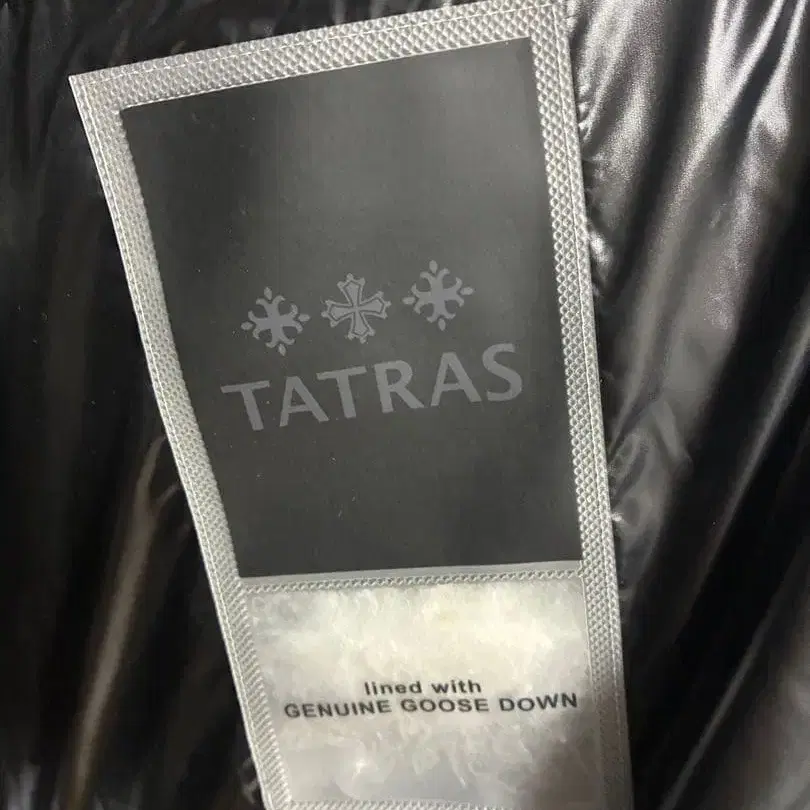 TATRAS
lined with
GENUINE GOOSE DOWN